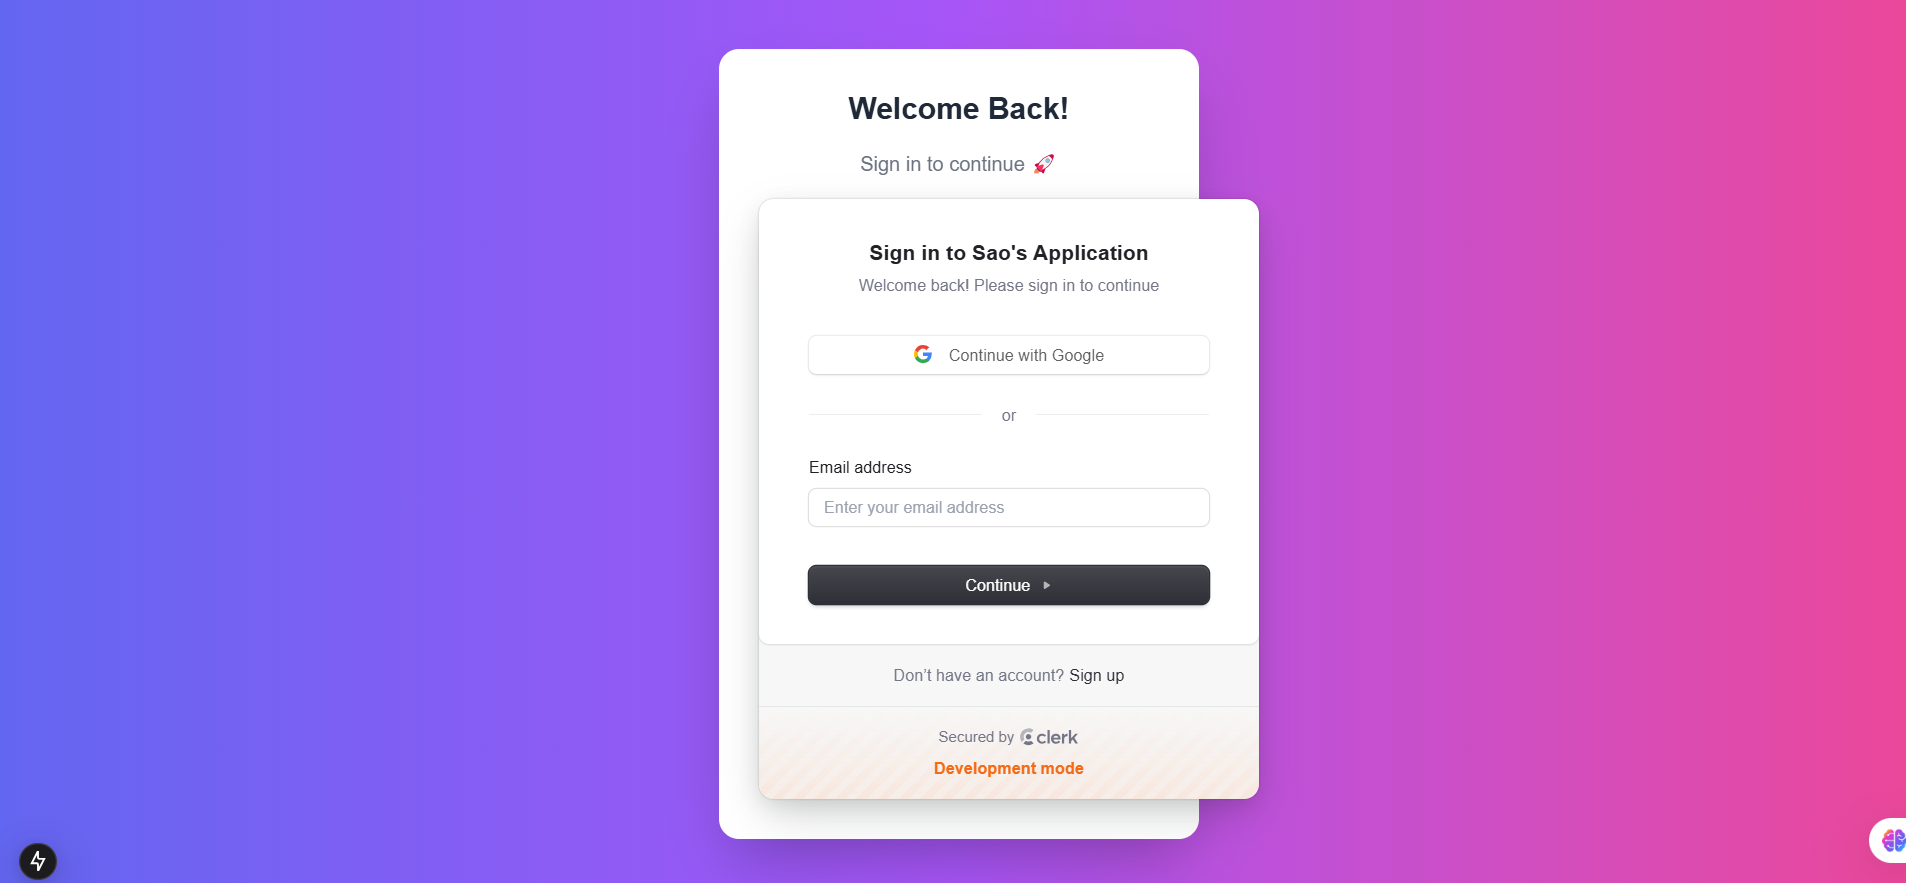 Welcome Back!
Sign in to continue 🚀
Sign in to Sao's Application
Welcome back! Please sign in to continue
Continue with Google
or
Email address
Enter your email address
Continue
Don’t have an account? Sign up
Secured by clerk
Development mode